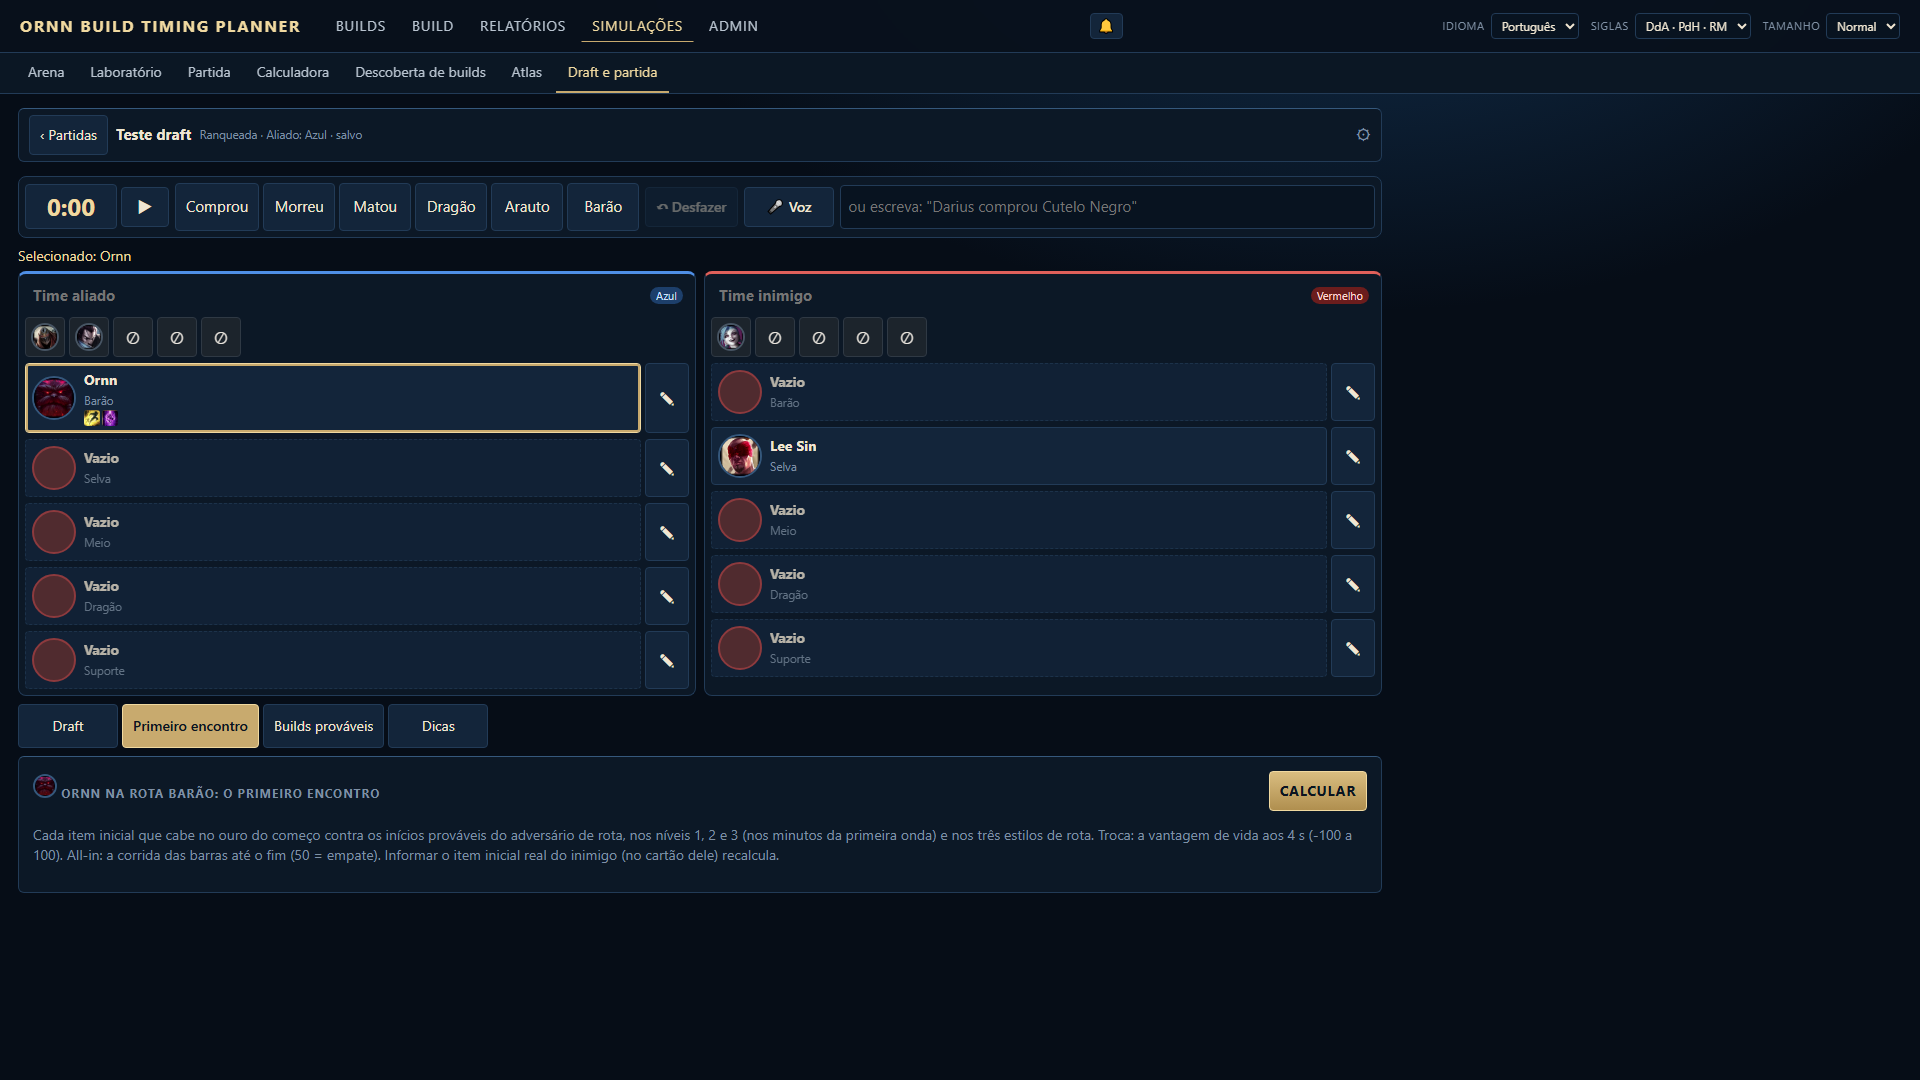 ORNN BUILD TIMING PLANNER BUILDS BUILD RELATÓRIOS SIMULAÇÕES ADMIN IDIOMA Português SIGLAS DdA · PdH · RM TAMANHO Normal
Arena Laboratório Partida Calculadora Descoberta de builds Atlas Draft e partida
‹ Partidas Teste draft Ranqueada · Aliado: Azul · salvo
0:00 Comprou Morreu Matou Dragão Arauto Barão Desfazer Voz ou escreva: "Darius comprou Cutelo Negro"
Selecionado: Ornn
Time aliado Azul
Ornn
Barão
Vazio
Selva
Vazio
Meio
Vazio
Dragão
Vazio
Suporte
Time inimigo Vermelho
Vazio
Barão
Lee Sin
Selva
Vazio
Meio
Vazio
Dragão
Vazio
Suporte
Draft Primeiro encontro Builds prováveis Dicas
ORNN NA ROTA BARÃO: O PRIMEIRO ENCONTRO CALCULAR
Cada item inicial que cabe no ouro do começo contra os inícios prováveis do adversário de rota, nos níveis 1, 2 e 3 (nos minutos da primeira onda) e nos três estilos de rota. Troca: a vantagem de vida aos 4 s (-100 a
100). All-in: a corrida das barras até o fim (50 = empate). Informar o item inicial real do inimigo (no cartão dele) recalcula.